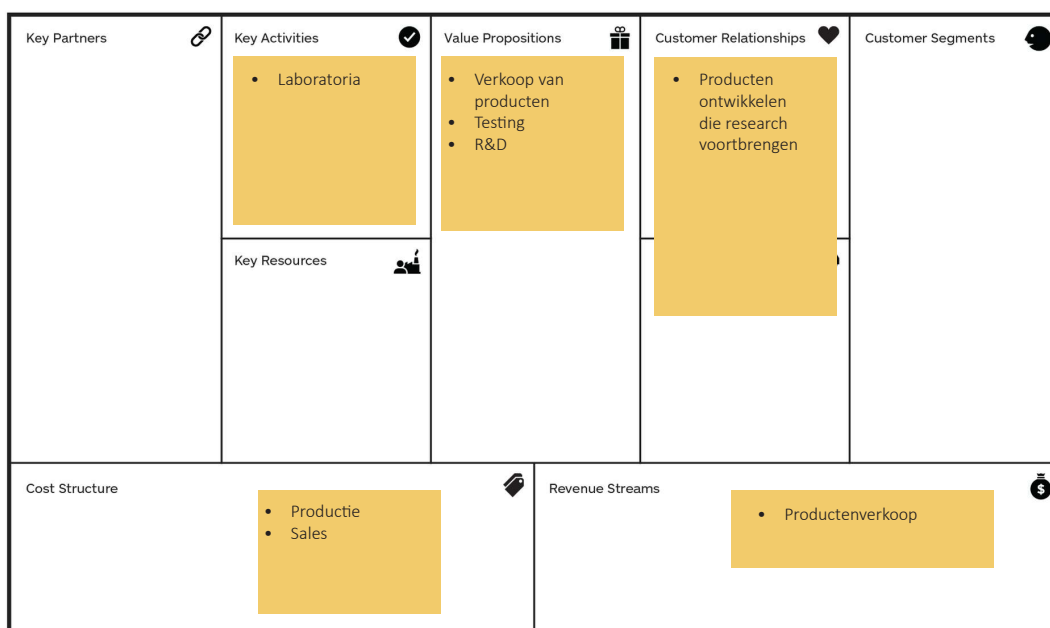 Key Partners
Key Activities
• Laboratoria
Value Propositions
• Verkoop van
producten
• Testing
• R&D
Customer Relationships
• Producten
ontwikkelen
die research
voortbrengen
Customer Segments
Key Resources
Cost Structure
• Productie
• Sales
Revenue Streams
$
• Productenverkoop